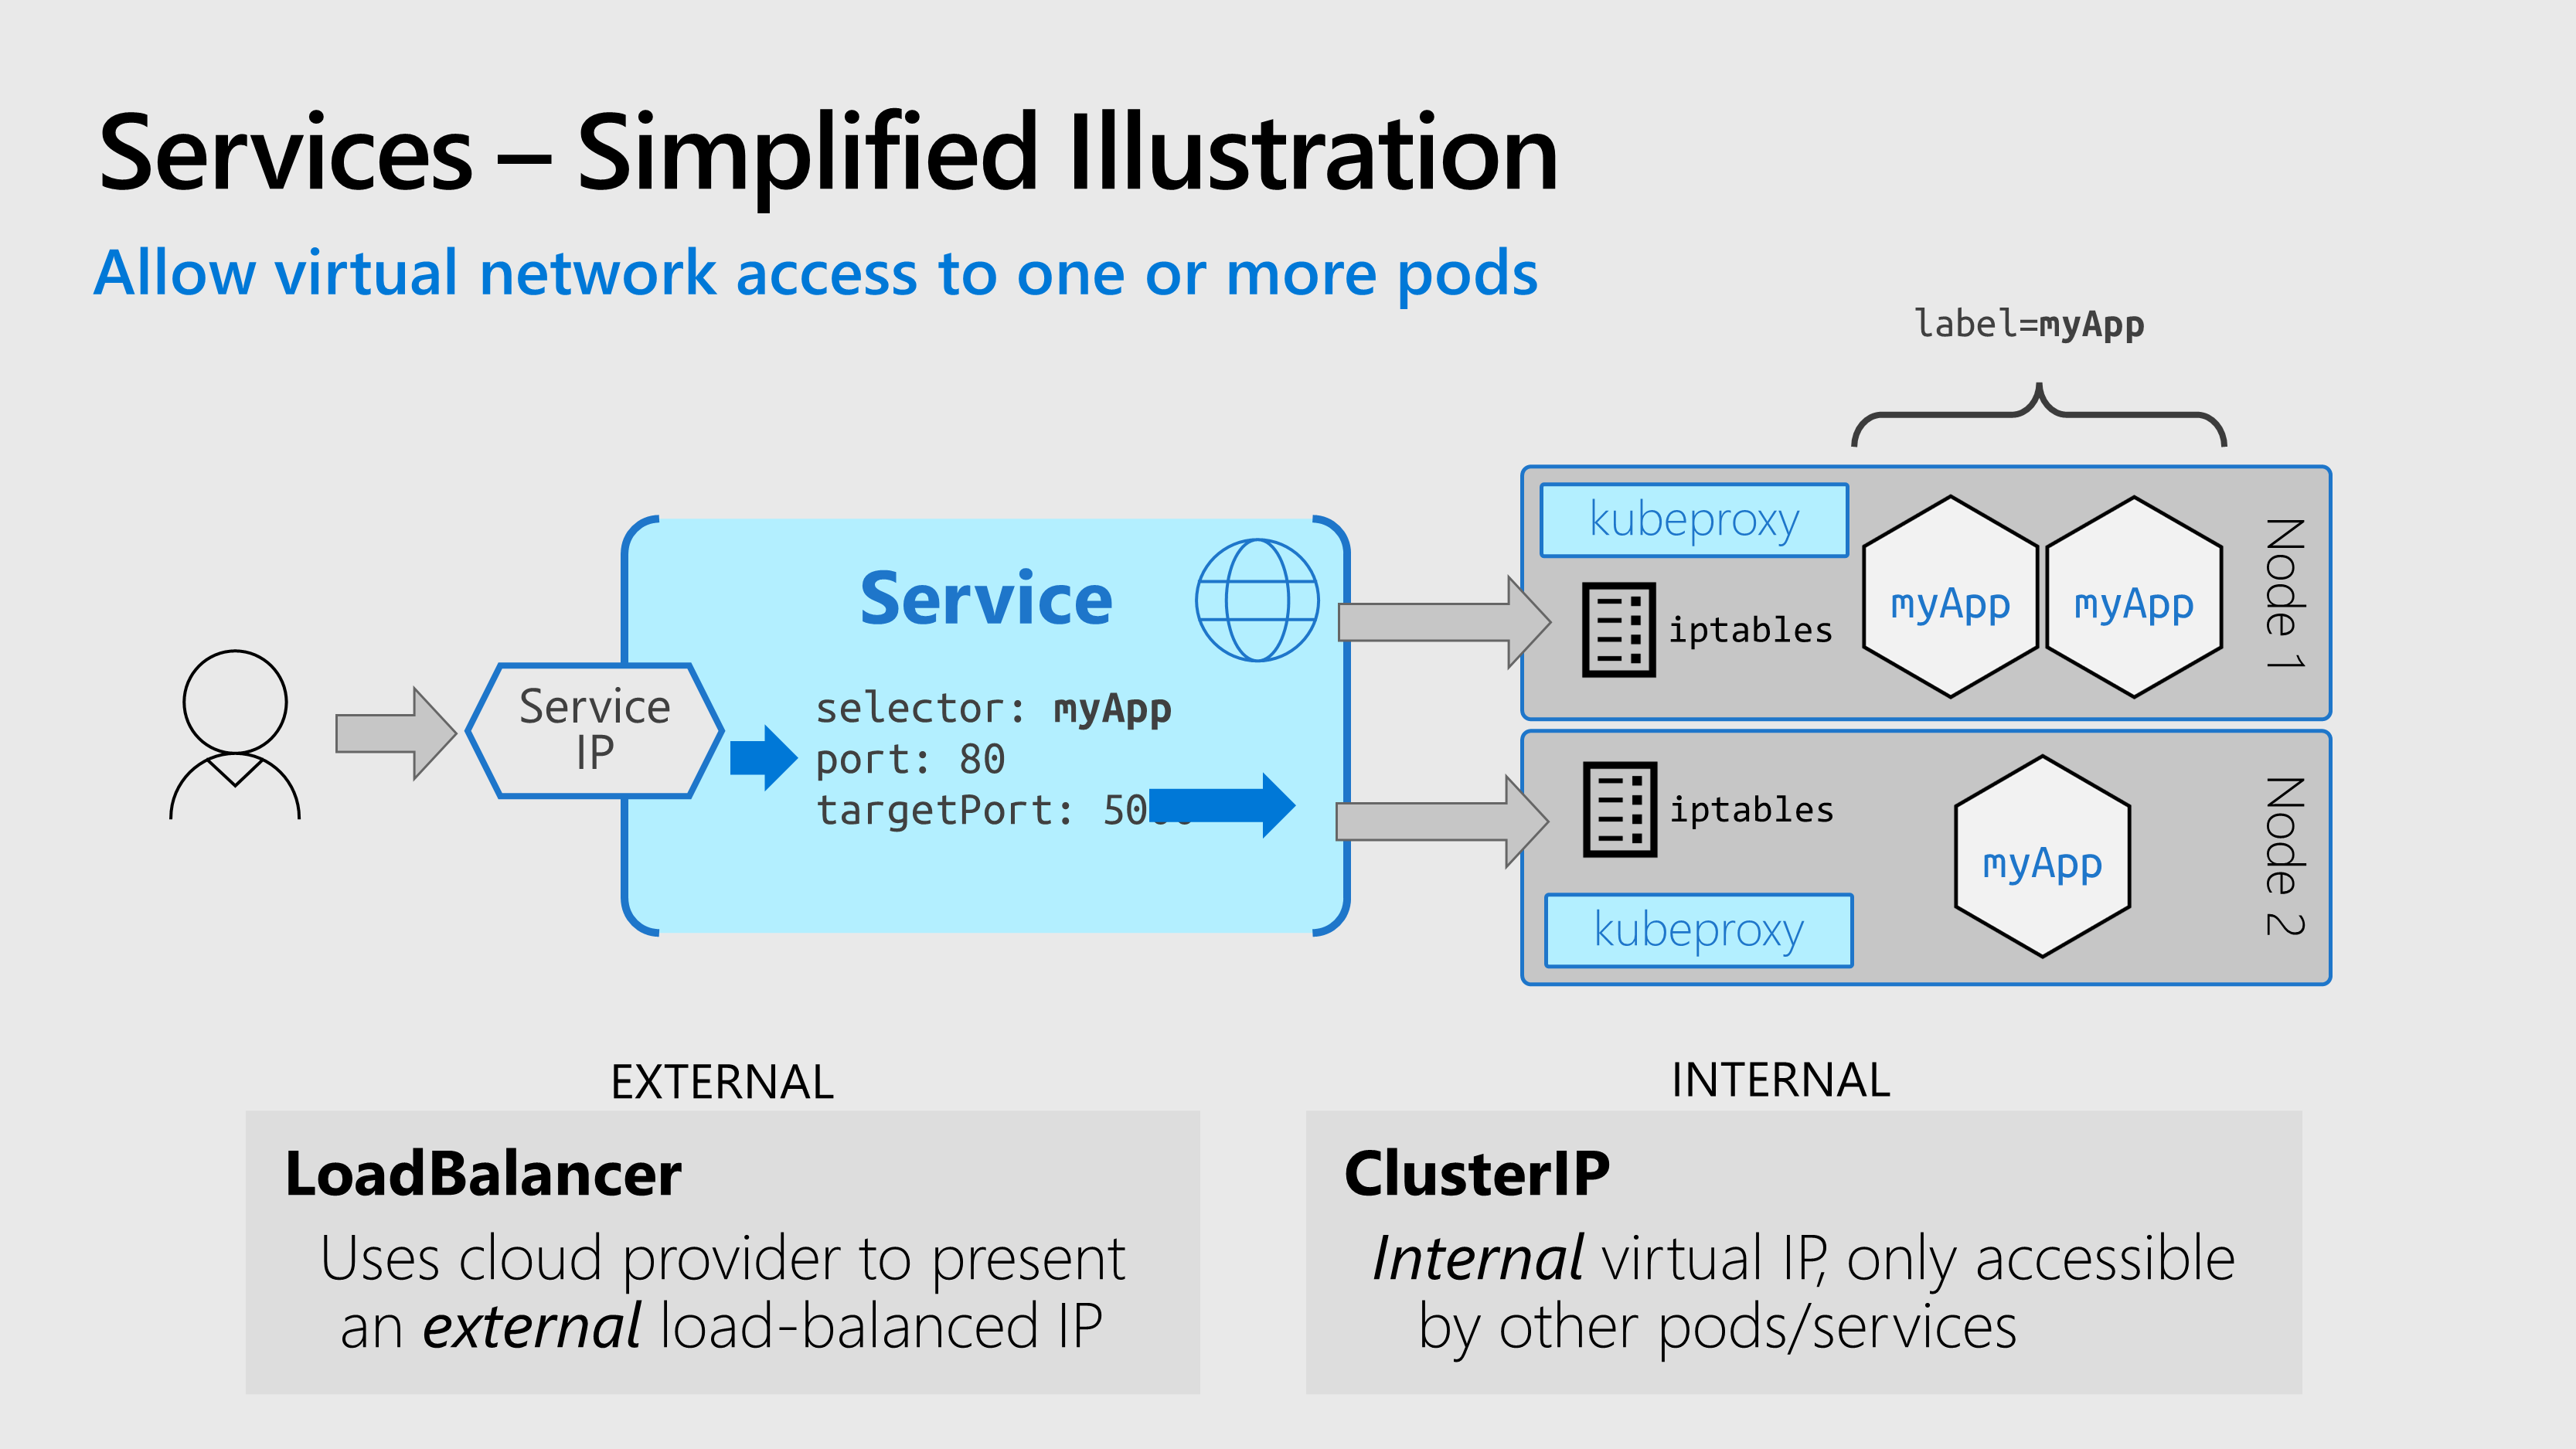 Services – Simplified Illustration
Allow virtual network access to one or more pods
label=myApp
Service
Service
IP
selector: myApp
port: 80
targetPort:
kubeproxy
iptables
myApp
myApp
Node 1
iptables
kubeproxy
myApp
Node 2
EXTERNAL
LoadBalancer
Uses cloud provider to present
an external load-balanced IP
INTERNAL
ClusterIP
Internal virtual IP, only accessible
by other pods/services